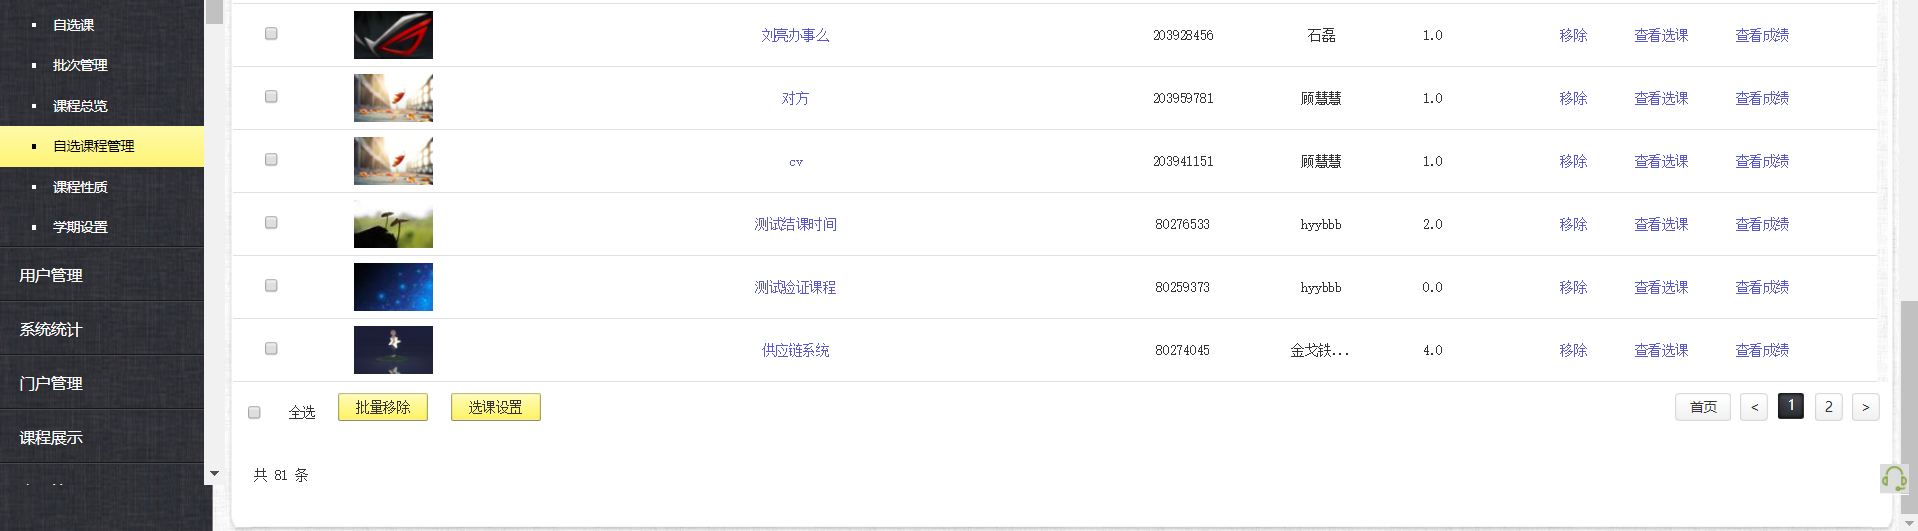 自选课
批次管理
课程总览
自选课程管理
课程性质
学期设置
用户管理
系统统计
门户管理
课程展示
刘亮办事么 203928456 石磊 1.0 移除 查看选课 查看成绩
对方 203959781 顾慧慧 1.0 移除 查看选课 查看成绩
cv 203941151 顾慧慧 1.0 移除 查看选课 查看成绩
测试结课时间 80276533 hyybbb 2.0 移除 查看选课 查看成绩
测试验证课程 80259373 hyybbb 0.0 移除 查看选课 查看成绩
供应链系统 80274045 金戈铁... 4.0 移除 查看选课 查看成绩
全选 批量移除 选课设置 首页 < 1 2 >
共 81 条